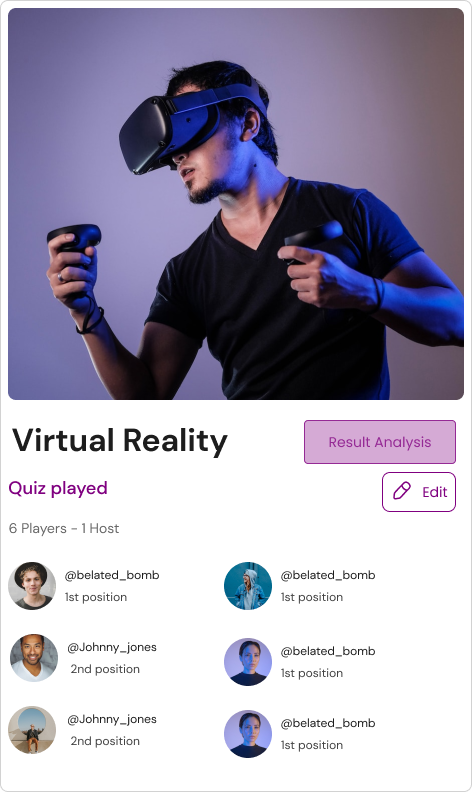 Virtual Reality
Result Analysis
Quiz played
Edit
6 Players - 1 Host
@belated_bomb
1st position
@belated_bomb
1st position
@Johnny_jones
2nd position
@belated_bomb
1st position
@Johnny_jones
2nd position
@belated_bomb
1st position